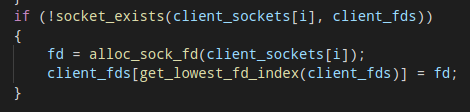 if (!socket_exists(client_sockets[i], client_fds))
{
fd = alloc_sock_fd(client_sockets[i]);
client_fds[get_lowest_fd_index(client_fds)] = fd;
}